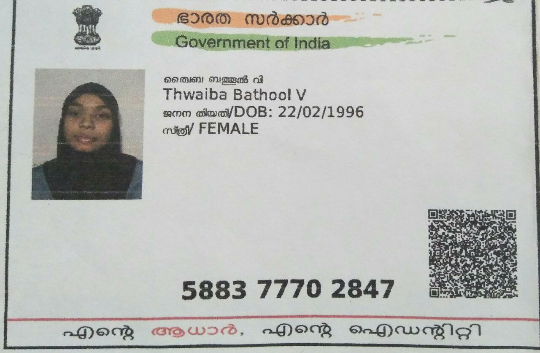 ഭാരത സർക്കാർ
Government of India
ത്വൈബ ബത്തൂൽ വി
Thwaiba Bathool V
ജനന തിയതി/DOB: 22/02/1996
സ്ത്രീ/ FEMALE
5883 7770 2847
എന്റെ ആധാർ, എന്റെ ഐഡന്റിറ്റി